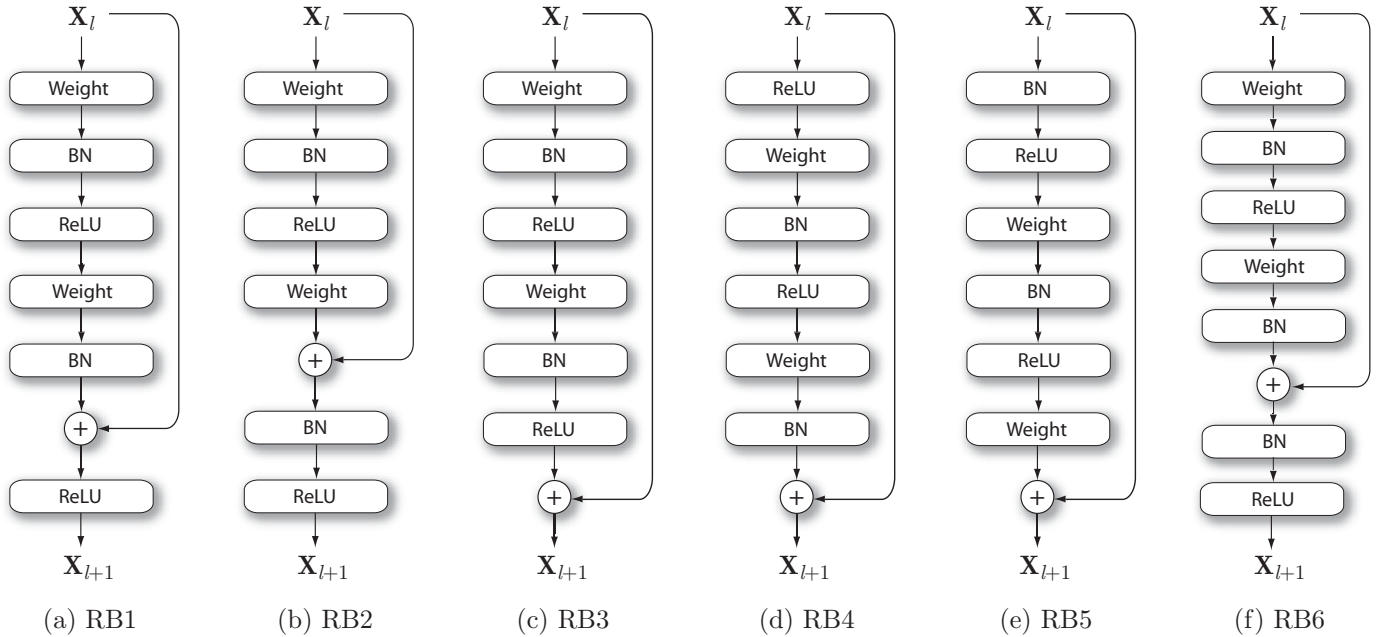 X_l
Weight
BN
ReLU
Weight
BN
+
ReLU
X_{l+1}
(a) RB1
X_l
Weight
BN
ReLU
Weight
+
BN
ReLU
X_{l+1}
(b) RB2
X_l
Weight
BN
ReLU
Weight
BN
ReLU
+
X_{l+1}
(c) RB3
X_l
ReLU
Weight
BN
ReLU
Weight
BN
+
X_{l+1}
(d) RB4
X_l
BN
ReLU
Weight
BN
ReLU
Weight
+
X_{l+1}
(e) RB5
X_l
Weight
BN
ReLU
Weight
BN
+
BN
ReLU
X_{l+1}
(f) RB6